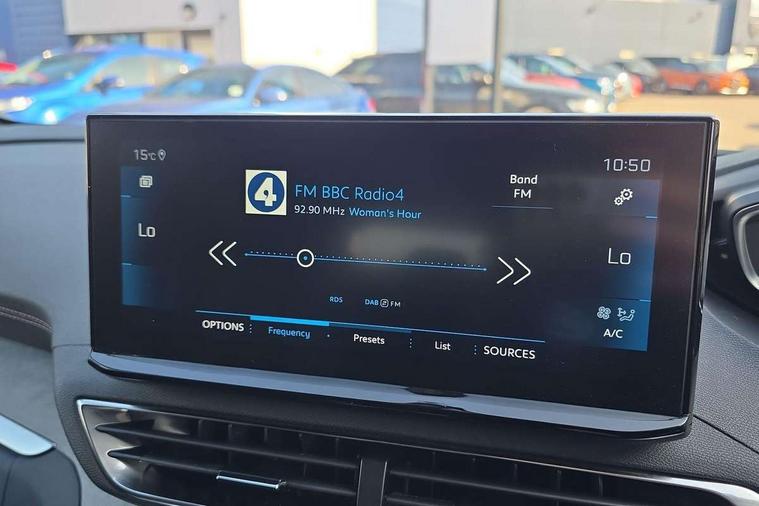 15°C
10:50
4
FM BBC Radio4
92.90 MHz Woman's Hour
Band
FM
Lo
Lo
RDS
DAB FM
A/C
OPTIONS
Frequency
Presets
List
SOURCES